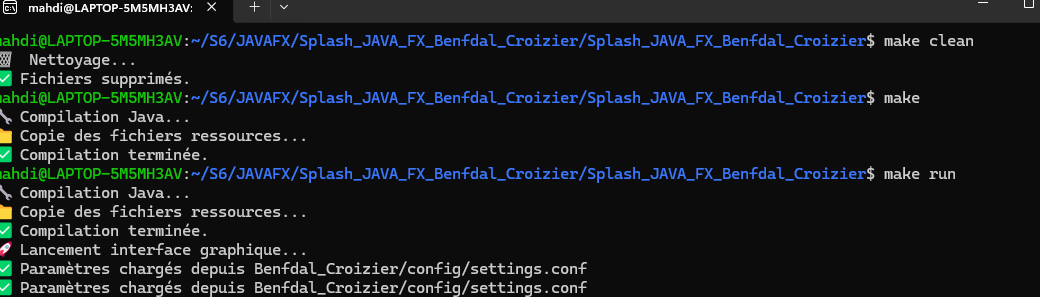 mahdi@LAPTOP-5M5MH3AV:
mahdi@LAPTOP-5M5MH3AV:~/S6/JAVAFX/Splash_JAVA_FX_Benfdal_Croizier/Splash_JAVA_FX_Benfdal_Croizier$ make clean
Nettoyage...
Fichiers supprimés.
mahdi@LAPTOP-5M5MH3AV:~/S6/JAVAFX/Splash_JAVA_FX_Benfdal_Croizier/Splash_JAVA_FX_Benfdal_Croizier$ make
Compilation Java...
Copie des fichiers ressources...
Compilation terminée.
mahdi@LAPTOP-5M5MH3AV:~/S6/JAVAFX/Splash_JAVA_FX_Benfdal_Croizier/Splash_JAVA_FX_Benfdal_Croizier$ make run
Compilation Java...
Copie des fichiers ressources...
Compilation terminée.
Lancement interface graphique...
Paramètres chargés depuis Benfdal_Croizier/config/settings.conf
Paramètres chargés depuis Benfdal_Croizier/config/settings.conf